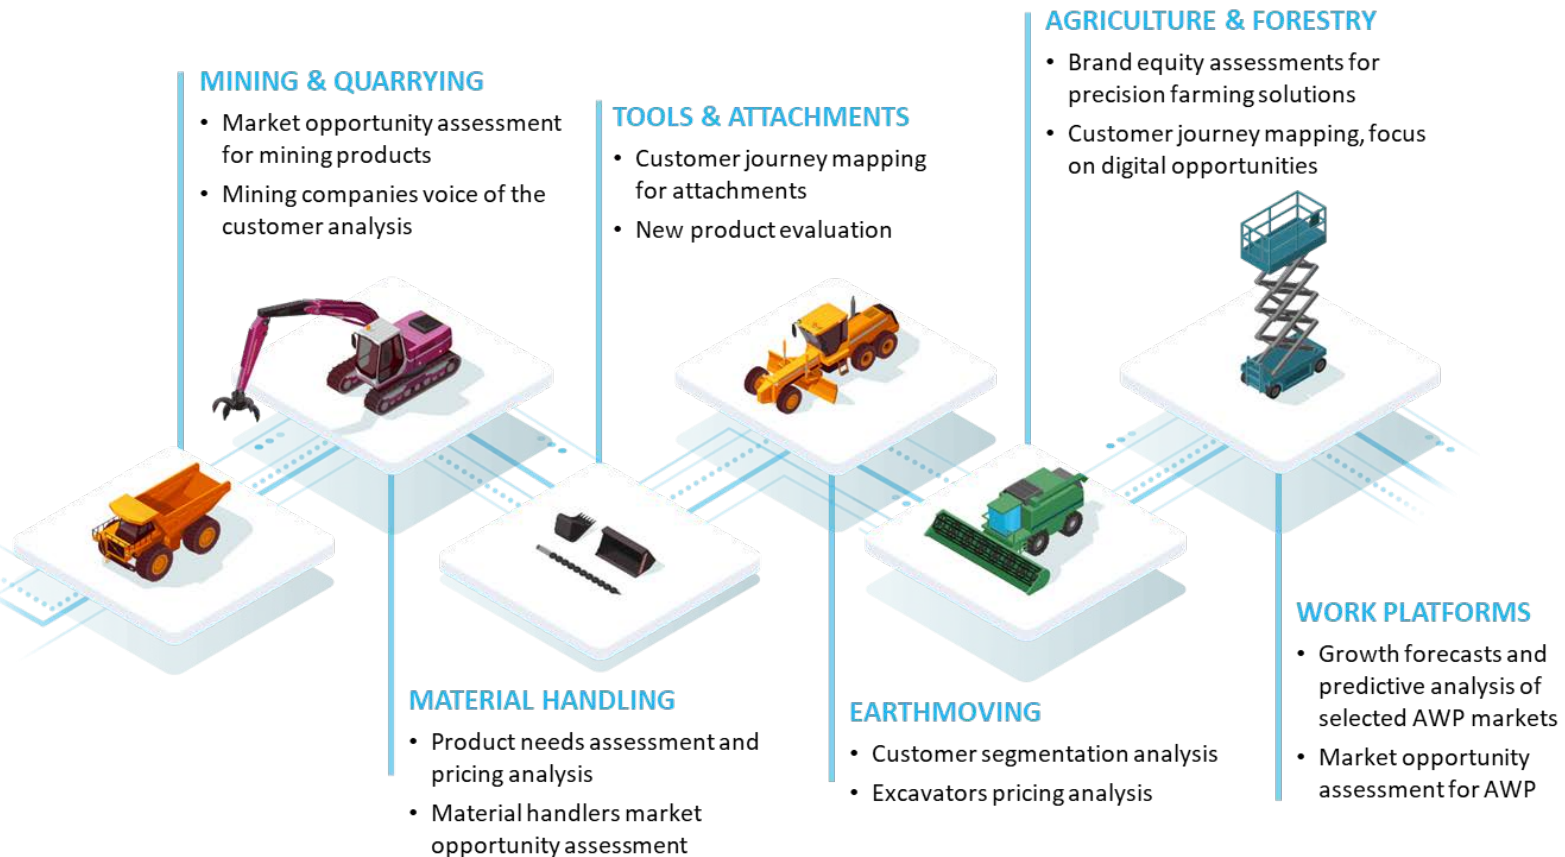 MINING & QUARRYING
• Market opportunity assessment
for mining products
• Mining companies voice of the
customer analysis
TOOLS & ATTACHMENTS
• Customer journey mapping
for attachments
• New product evaluation
AGRICULTURE & FORESTRY
• Brand equity assessments for
precision farming solutions
• Customer journey mapping, focus
on digital opportunities
MATERIAL HANDLING
• Product needs assessment and
pricing analysis
• Material handlers market
opportunity assessment
EARTHMOVING
• Customer segmentation analysis
• Excavators pricing analysis
WORK PLATFORMS
• Growth forecasts and
predictive analysis of
selected AWP markets
• Market opportunity
assessment for AWP